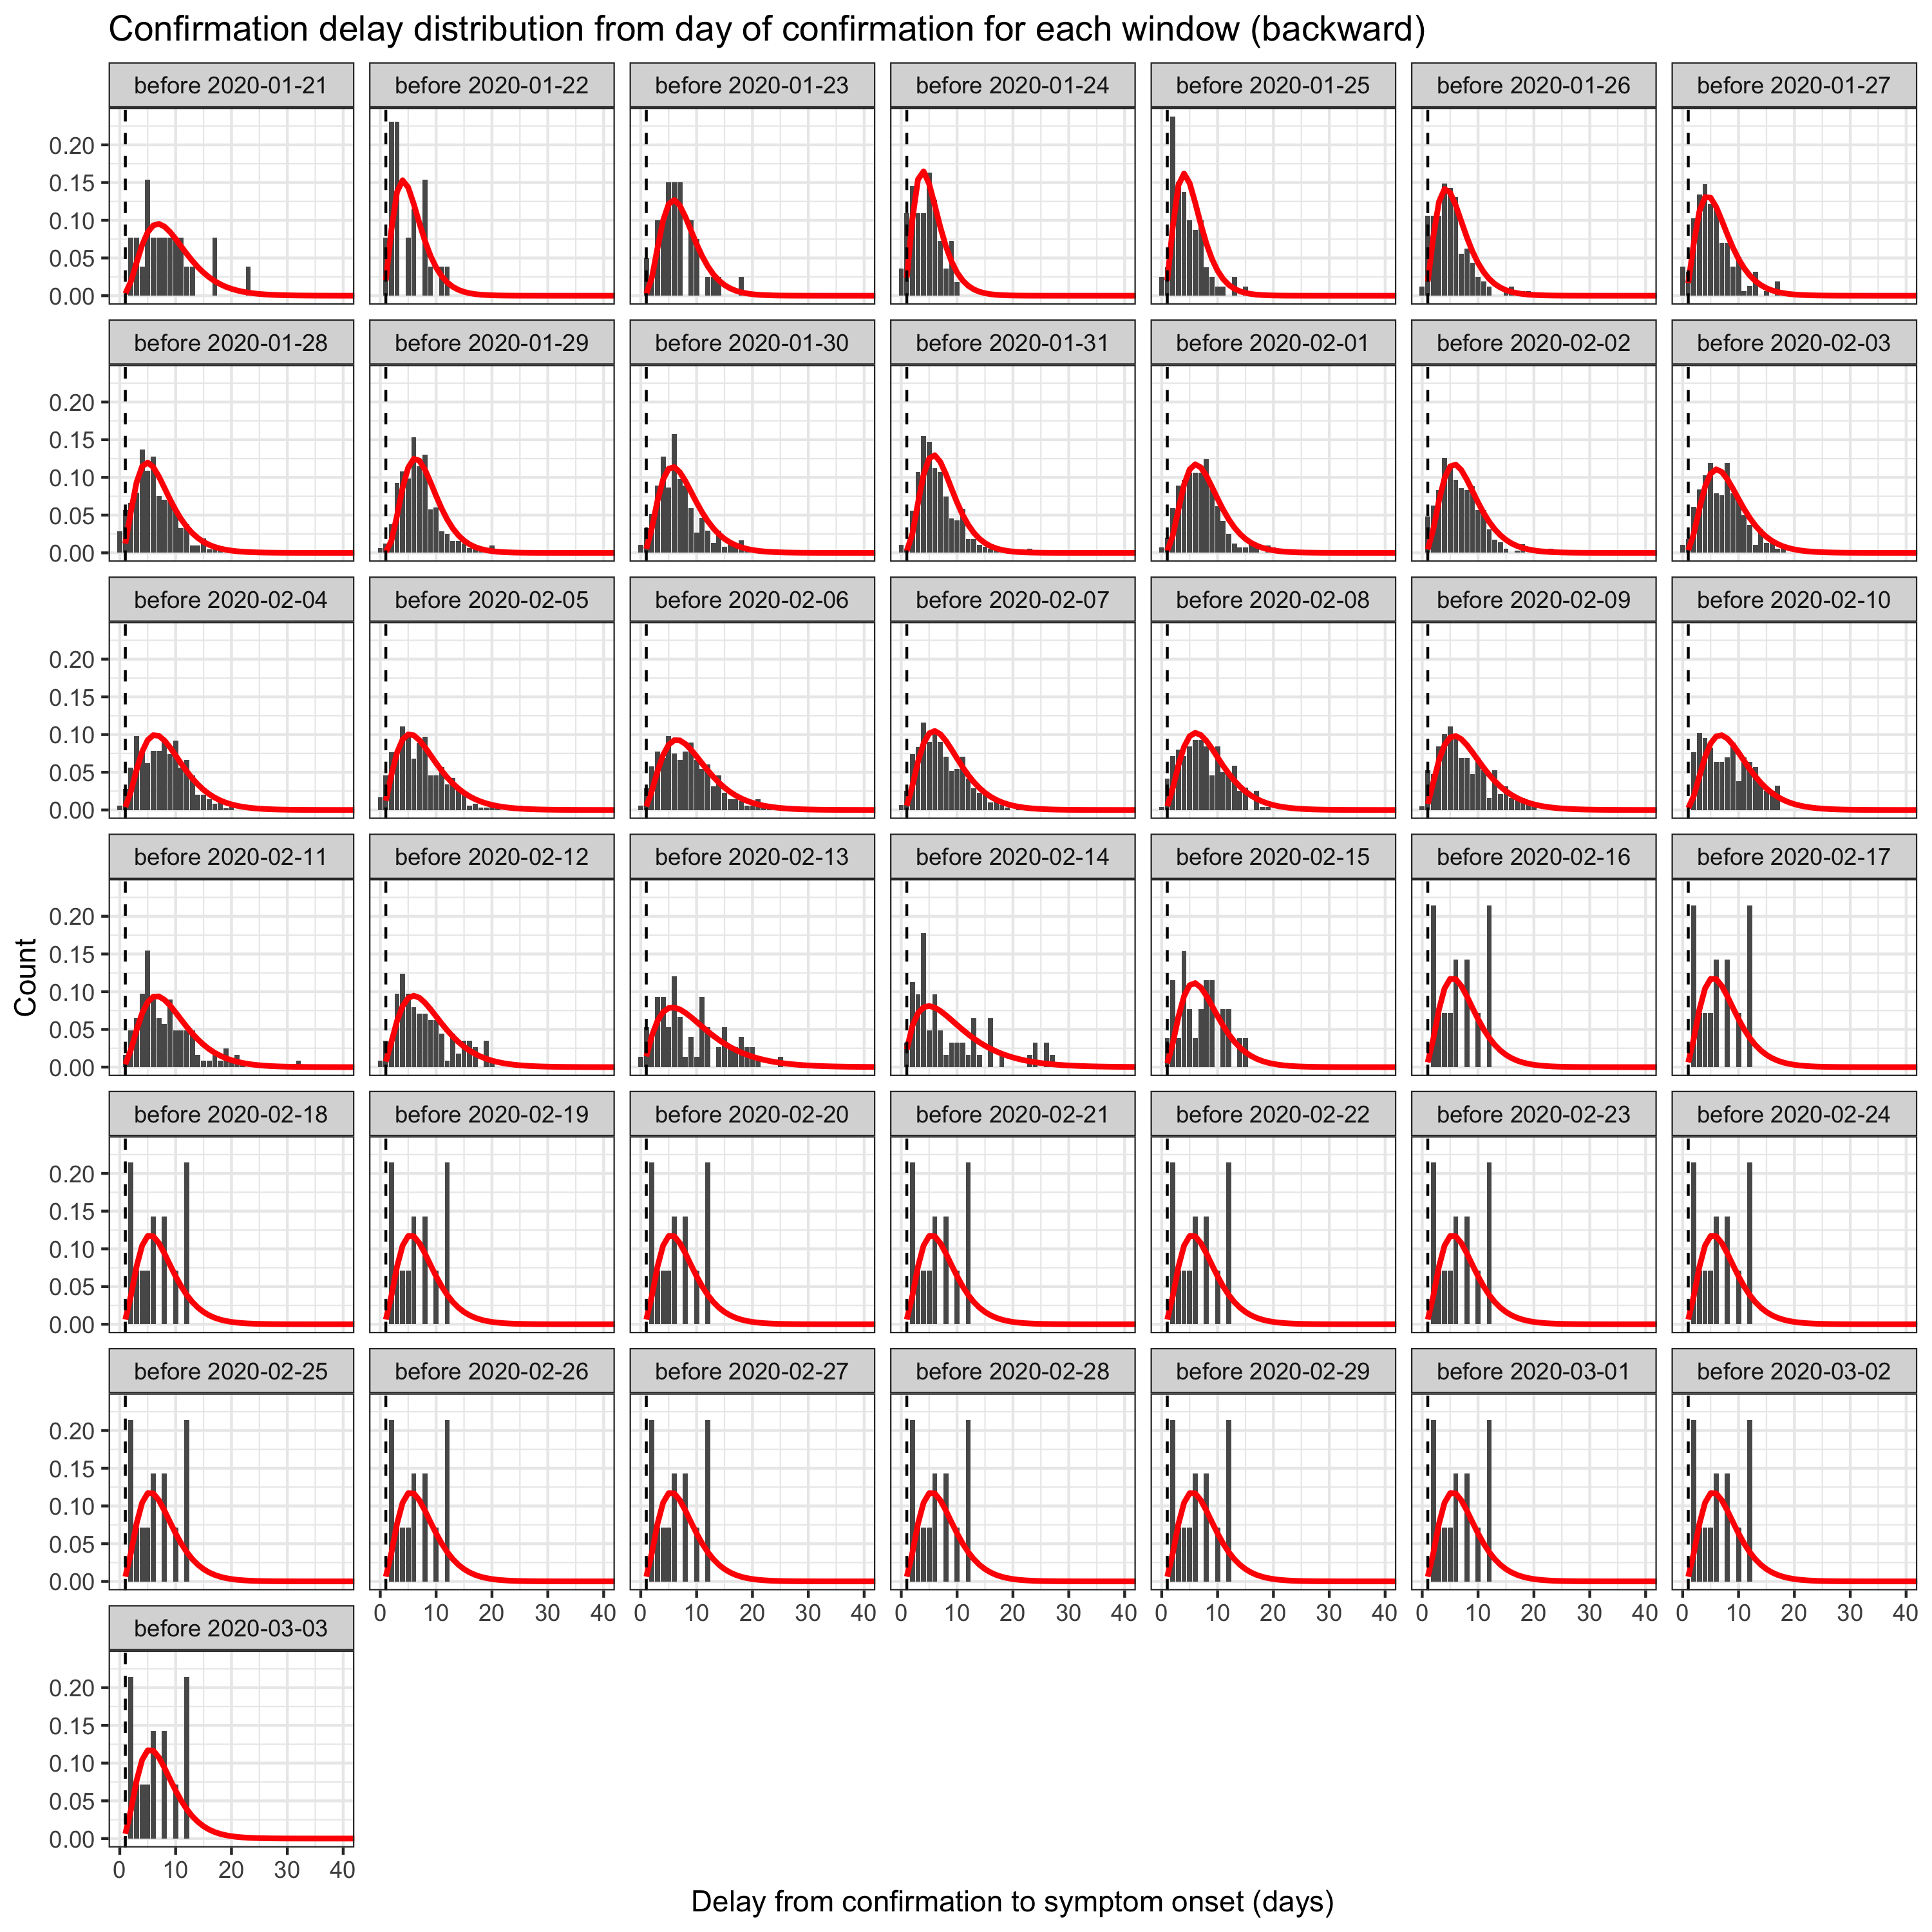 Confirmation delay distribution from day of confirmation for each window (backward)
before 2020-01-21 before 2020-01-22 before 2020-01-23 before 2020-01-24 before 2020-01-25 before 2020-01-26 before 2020-01-27
0.20
0.15
0.10
0.05
0.00
before 2020-01-28 before 2020-01-29 before 2020-01-30 before 2020-01-31 before 2020-02-01 before 2020-02-02 before 2020-02-03
0.20
0.15
0.10
0.05
0.00
before 2020-02-04 before 2020-02-05 before 2020-02-06 before 2020-02-07 before 2020-02-08 before 2020-02-09 before 2020-02-10
0.20
0.15
0.10
0.05
0.00
before 2020-02-11 before 2020-02-12 before 2020-02-13 before 2020-02-14 before 2020-02-15 before 2020-02-16 before 2020-02-17
0.20
0.15
0.10
0.05
0.00
Count
before 2020-02-18 before 2020-02-19 before 2020-02-20 before 2020-02-21 before 2020-02-22 before 2020-02-23 before 2020-02-24
0.20
0.15
0.10
0.05
0.00
before 2020-02-25 before 2020-02-26 before 2020-02-27 before 2020-02-28 before 2020-02-29 before 2020-03-01 before 2020-03-02
0.20
0.15
0.10
0.05
0.00
0 10 20 30 40 0 10 20 30 40 0 10 20 30 40 0 10 20 30 40 0 10 20 30 40 0 10 20 30 40
before 2020-03-03
0.20
0.15
0.10
0.05
0.00
0 10 20 30 40
Delay from confirmation to symptom onset (days)